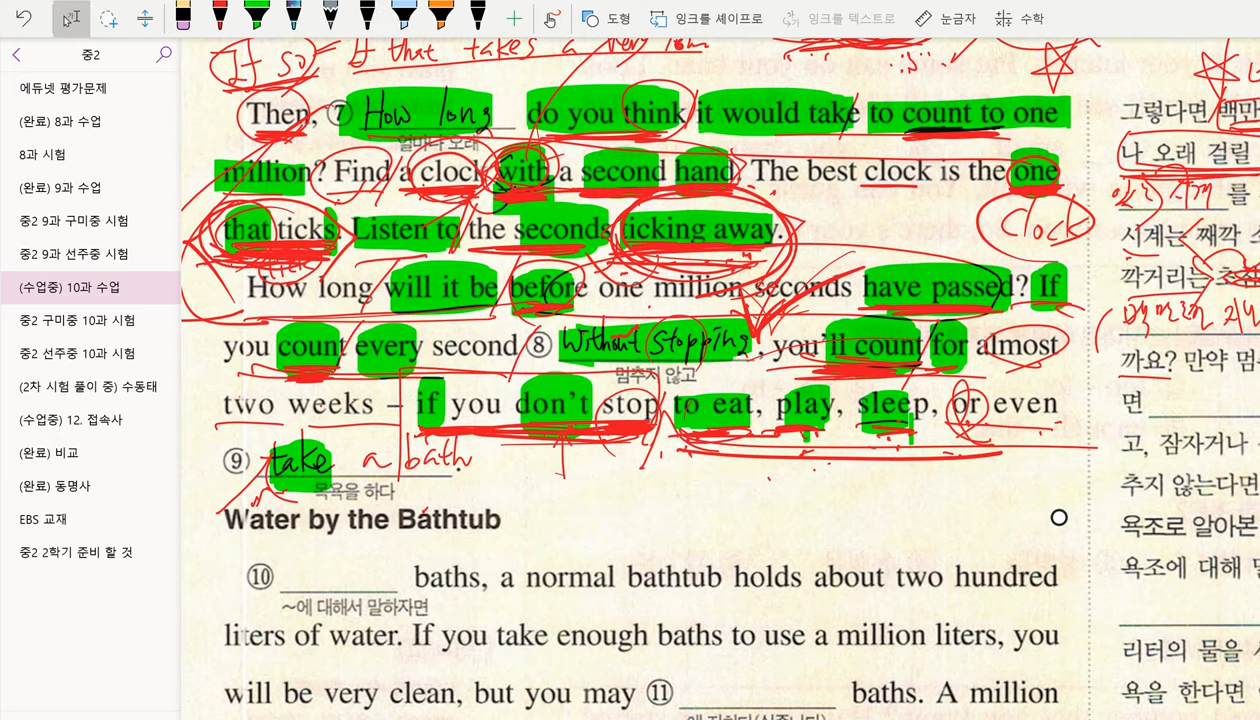 도형 잉크를 셰이프로 잉크를 텍스트로 눈금자 수학
중2
에듀넷 평가문제
(완료) 8과 수업
8과 시험
(완료) 9과 수업
중2 9과 구미중 시험
중2 9과 선주중 시험
(수업중) 10과 수업
중2 구미중 10과 시험
중2 선주중 10과 시험
(2차 시험 풀이 중) 수동태
(수업중) 12. 접속사
(완료) 비교
(완료) 동명사
EBS 교재
중2 2학기 준비 할 것
If so = It that takes a very
Then, ⑦ How long do you think it would take to count to one
얼마나 오래
million? Find a clock with a second hand. The best clock is the one
that ticks. Listen to the seconds ticking away.
clock
How long will it be before one million seconds have passed? If
you count every second ⑧ without stopping, you'll count for almost
멈추지 않고
two weeks – if you don't stop to eat, play, sleep, or even
⑨ take a bath.
목욕을 하다
Water by the Bathtub
⑩ baths, a normal bathtub holds about two hundred
~에 대해서 말하자면
liters of water. If you take enough baths to use a million liters, you
will be very clean, but you may ⑪ baths. A million
그렇다면 백만
나 오래 걸릴
를
시계는 째깍
깍거리는 초
까요? 만약 멈
면
고, 잠자거나
추지 않는다면
욕조로 알아본
욕조에 대해
리터의 물을
욕을 한다면